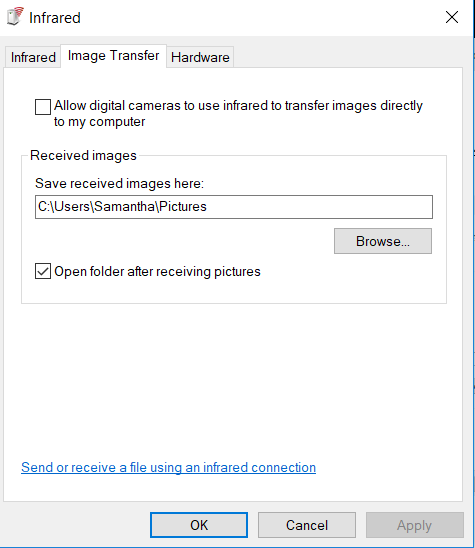 Infrared
Infrared Image Transfer Hardware
Allow digital cameras to use infrared to transfer images directly
to my computer
Received images
Save received images here:
C:\Users\Samantha\Pictures
Browse...
Open folder after receiving pictures
Send or receive a file using an infrared connection
OK Cancel Apply